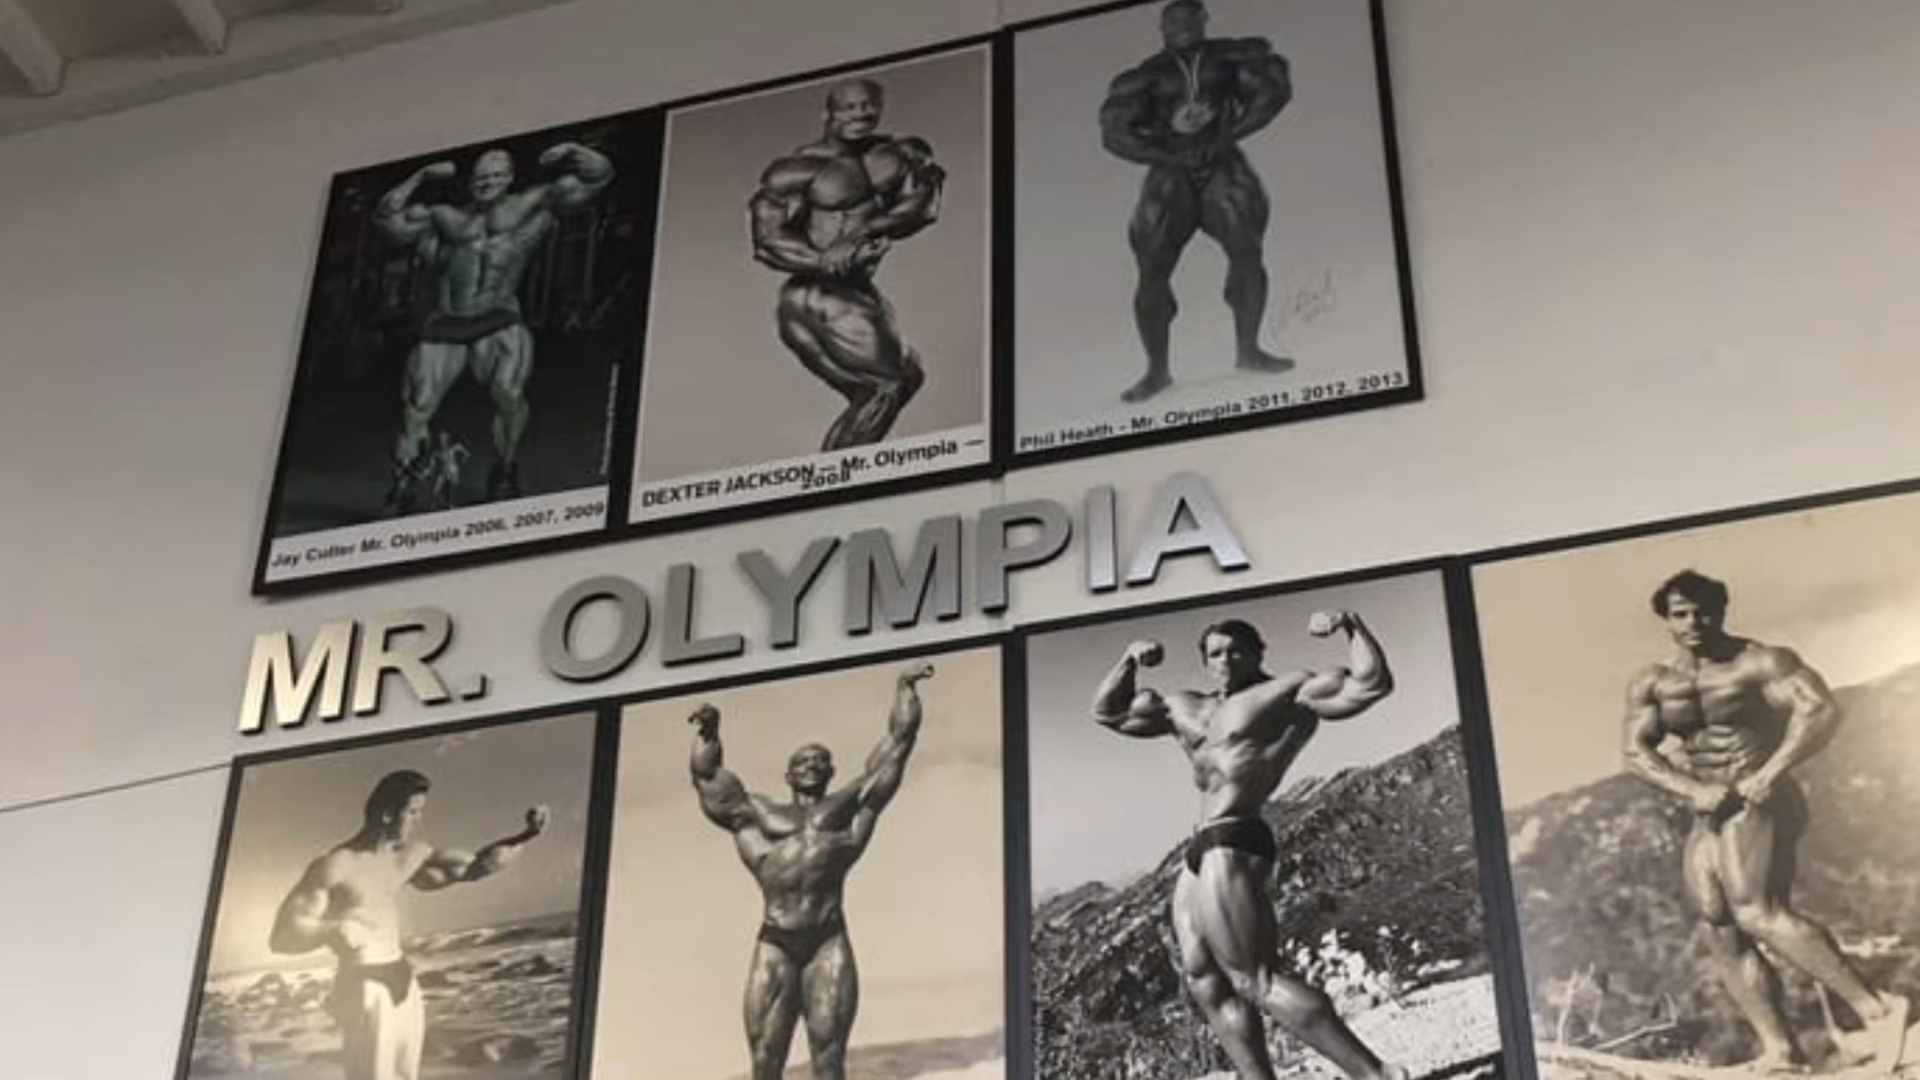 Jay Cutler Mr. Olympia 2006, 2007, 2009
DEXTER JACKSON — Mr. Olympia —
2008
Phil Heath - Mr. Olympia 2011, 2012, 2013
MR. OLYMPIA